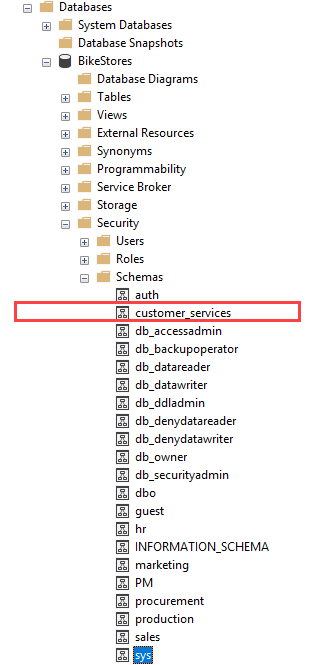 Databases
System Databases
Database Snapshots
BikeStores
Database Diagrams
Tables
Views
External Resources
Synonyms
Programmability
Service Broker
Storage
Security
Users
Roles
Schemas
auth
customer_services
db_accessadmin
db_backupoperator
db_datareader
db_datawriter
db_ddladmin
db_denydatareader
db_denydatawriter
db_owner
db_securityadmin
dbo
guest
hr
INFORMATION_SCHEMA
marketing
PM
procurement
production
sales
sys